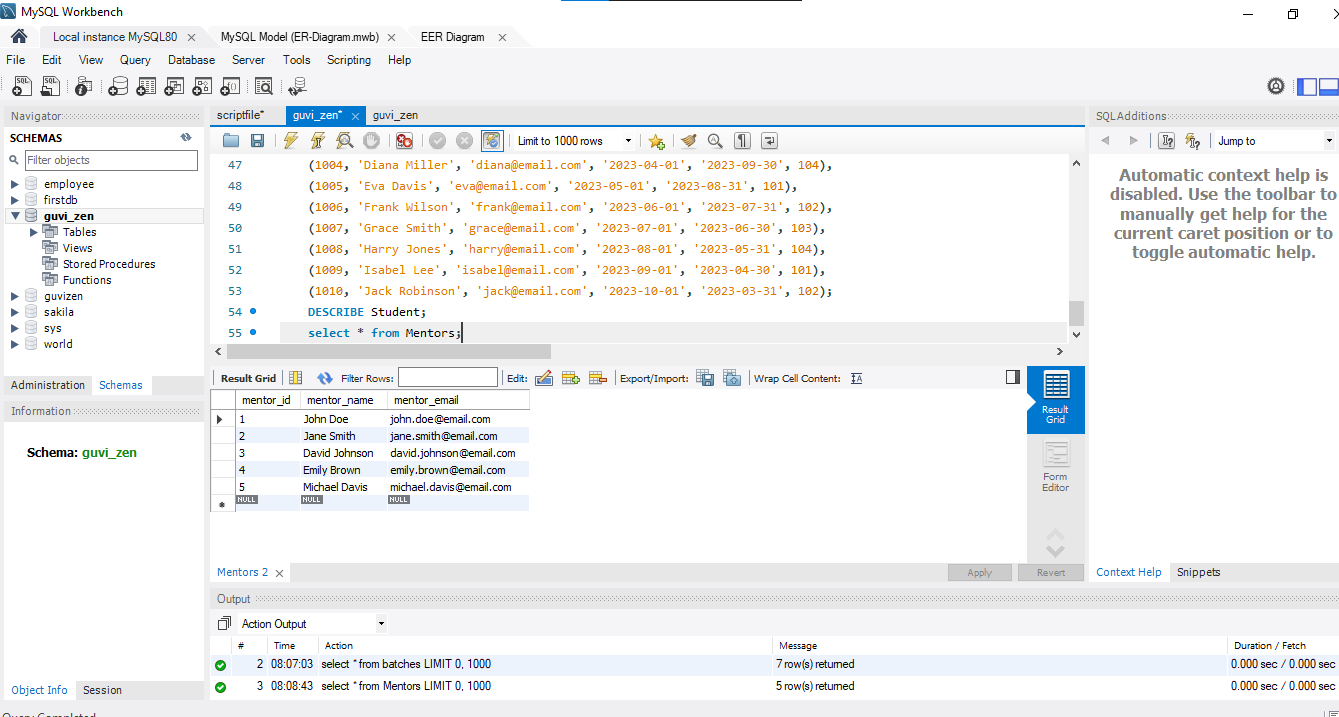 MySQL Workbench
Local instance MySQL80
MySQL Model (ER-Diagram.mwb)
EER Diagram
File Edit View Query Database Server Tools Scripting Help
Navigator
SCHEMAS
Filter objects
employee
firstdb
guvi_zen
Tables
Views
Stored Procedures
Functions
guvizen
sakila
sys
world
Administration Schemas
Information
Schema: guvi_zen
Object Info Session
scriptfile* guvi_zen* guvi_zen
Limit to 1000 rows
47 (1004, 'Diana Miller', 'diana@email.com', '2023-04-01', '2023-09-30', 104),
48 (1005, 'Eva Davis', 'eva@email.com', '2023-05-01', '2023-08-31', 101),
49 (1006, 'Frank Wilson', 'frank@email.com', '2023-06-01', '2023-07-31', 102),
50 (1007, 'Grace Smith', 'grace@email.com', '2023-07-01', '2023-06-30', 103),
51 (1008, 'Harry Jones', 'harry@email.com', '2023-08-01', '2023-05-31', 104),
52 (1009, 'Isabel Lee', 'isabel@email.com', '2023-09-01', '2023-04-30', 101),
53 (1010, 'Jack Robinson', 'jack@email.com', '2023-10-01', '2023-03-31', 102);
54 DESCRIBE Student;
55 select * from Mentors;
Result Grid Filter Rows: Edit: Export/Import: Wrap Cell Content:
mentor_id mentor_name mentor_email
1 John Doe john.doe@email.com
2 Jane Smith jane.smith@email.com
3 David Johnson david.johnson@email.com
4 Emily Brown emily.brown@email.com
5 Michael Davis michael.davis@email.com
NULL NULL NULL
Result
Grid
Form
Editor
Mentors 2
Apply Revert
Output
Action Output
# Time Action Message Duration / Fetch
2 08:07:03 select * from batches LIMIT 0, 1000 7 row(s) returned 0.000 sec / 0.000 sec
3 08:08:43 select * from Mentors LIMIT 0, 1000 5 row(s) returned 0.000 sec / 0.000 sec
SQLAdditions
Jump to
Automatic context help is
disabled. Use the toolbar to
manually get help for the
current caret position or to
toggle automatic help.
Context Help Snippets
Query Completed